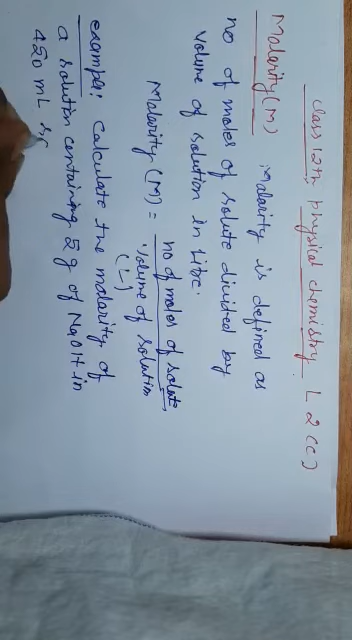 class 12th physical chemistry L 2 (c)
Molarity (M) Molarity is defined as
no of moles of solute divided by
volume of solution in litre.
Molarity (M) = no of moles of solute
volume of solution
(L)
example: calculate the molarity of
a solution containing 5 g of NaOH in
450 mL